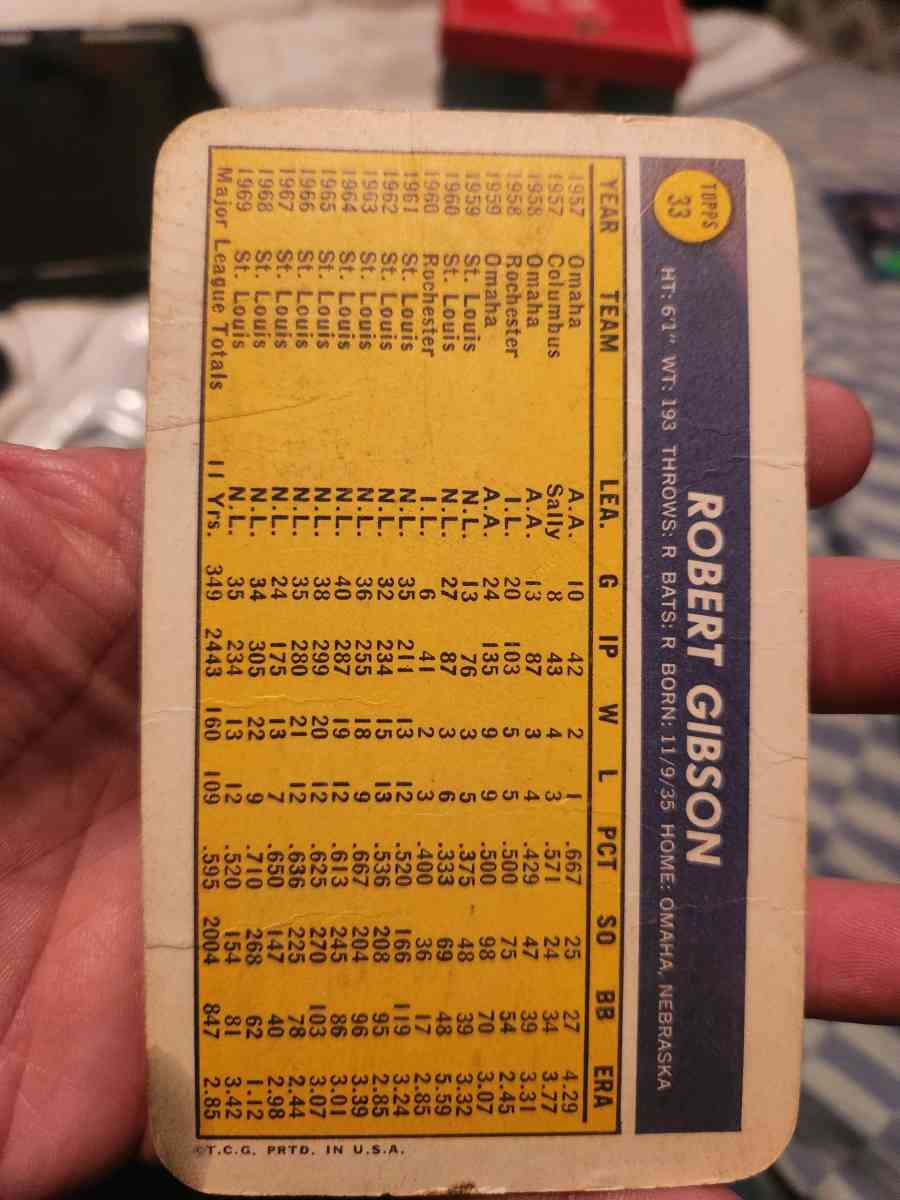 TOPPS
33
ROBERT GIBSON
HT: 6'1" WT: 193 THROWS: R BATS: R BORN: 11/9/35 HOME: OMAHA, NEBRASKA
YEAR TEAM LEA. G IP W L PCT SO BB ERA
1957 Omaha A.A. 10 42 2 1 .667 25 27 4.29
1957 Columbus Sally 8 43 4 3 .571 24 34 3.77
1958 Omaha A.A. 13 87 3 4 .429 47 39 3.31
1958 Rochester I.L. 20 103 5 5 .500 75 54 2.45
1959 Omaha A.A. 24 135 9 9 .500 98 70 3.07
1959 St. Louis N.L. 13 76 3 5 .375 48 39 3.32
1960 St. Louis N.L. 27 87 3 6 .333 69 48 5.59
1960 Rochester I.L. 6 41 2 3 .400 36 17 2.85
1961 St. Louis N.L. 35 211 13 12 .520 166 119 3.24
1962 St. Louis N.L. 32 234 15 13 .536 208 95 2.85
1963 St. Louis N.L. 36 255 18 9 .667 204 96 3.39
1964 St. Louis N.L. 40 287 19 12 .613 245 86 3.01
1965 St. Louis N.L. 38 299 20 12 .625 270 103 3.07
1966 St. Louis N.L. 35 280 21 12 .636 225 78 2.44
1967 St. Louis N.L. 24 175 13 7 .650 147 40 2.98
1968 St. Louis N.L. 34 305 22 9 .710 268 62 1.12
1969 St. Louis N.L. 35 234 13 12 .520 154 81 3.42
Major League Totals 11 Yrs. 349 2443 160 109 .595 2004 847 2.85
©T.C.G. PRTD. IN U.S.A.